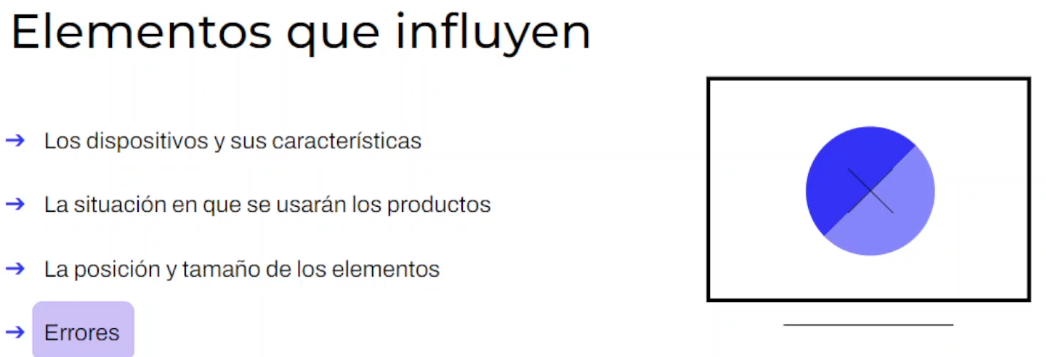 Elementos que influyen
→ Los dispositivos y sus características
→ La situación en que se usarán los productos
→ La posición y tamaño de los elementos
→ Errores